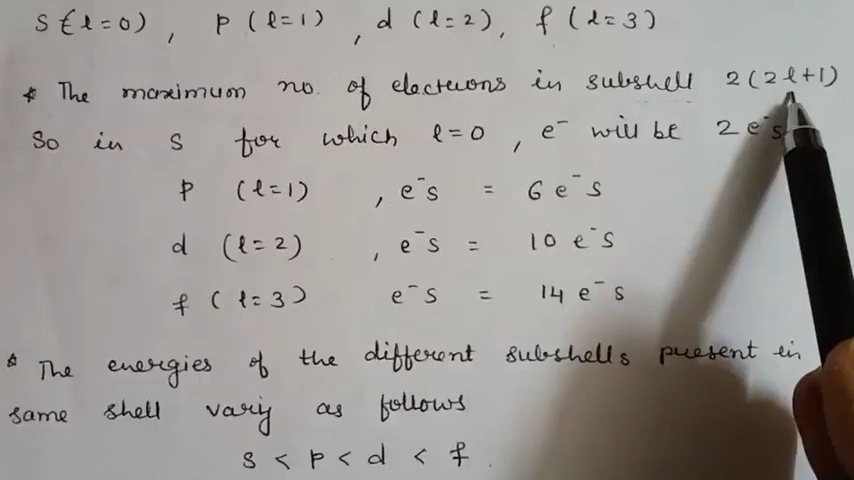 s (l=0), p (l=1), d (l=2), f (l=3)
* The maximum no. of electrons in subshell 2(2l+1)
So in s for which l=0, e⁻ will be 2 e⁻s
p (l=1), e⁻s = 6 e⁻s
d (l=2), e⁻s = 10 e⁻s
f (l=3) e⁻s = 14 e⁻s
* The energies of the different subshells present in
same shell vary as follows
s < p < d < f.